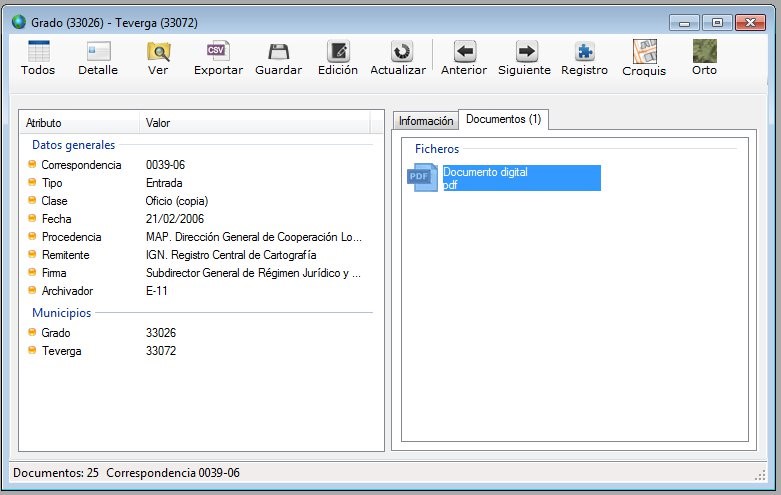 Grado (33026) - Teverga (33072)
Todos Detalle Ver Exportar Guardar Edición Actualizar Anterior Siguiente Registro Croquis Orto
CSV
Atributo Valor
Datos generales
Correspondencia 0039-06
Tipo Entrada
Clase Oficio (copia)
Fecha 21/02/2006
Procedencia MAP. Dirección General de Cooperación Lo...
Remitente IGN. Registro Central de Cartografía
Firma Subdirector General de Régimen Jurídico y ...
Archivador E-11
Municipios
Grado 33026
Teverga 33072
Información Documentos (1)
Ficheros
PDF
Documento digital
pdf
Documentos: 25 Correspondencia 0039-06